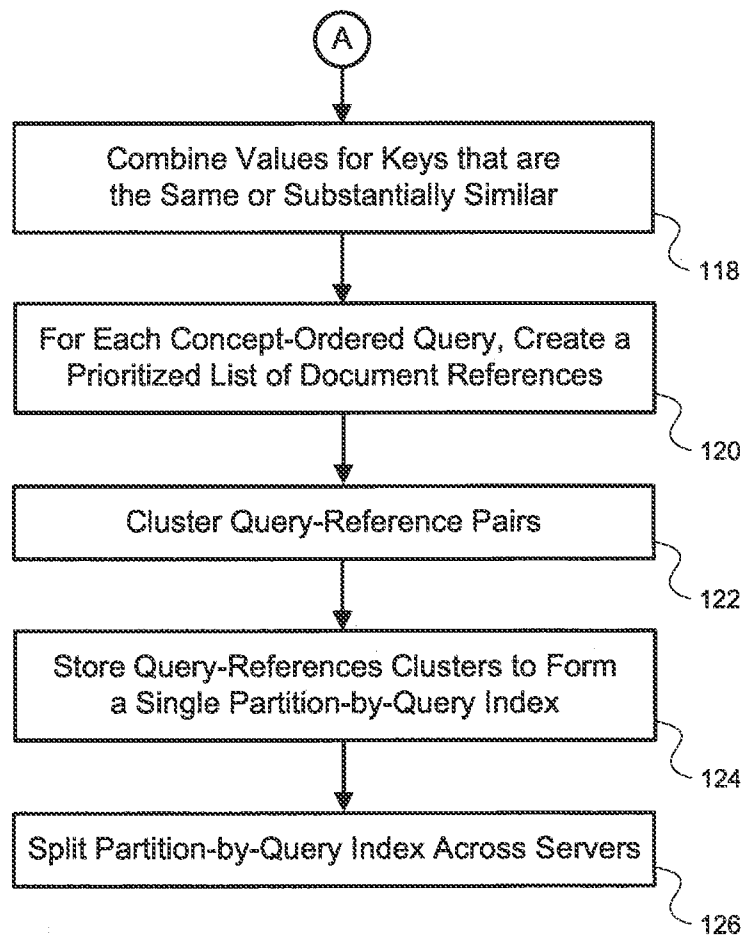 A
Combine Values for Keys that are
the Same or Substantially Similar
118
For Each Concept-Ordered Query, Create a
Prioritized List of Document References
120
Cluster Query-Reference Pairs
122
Store Query-References Clusters to Form
a Single Partition-by-Query Index
124
Split Partition-by-Query Index Across Servers
126